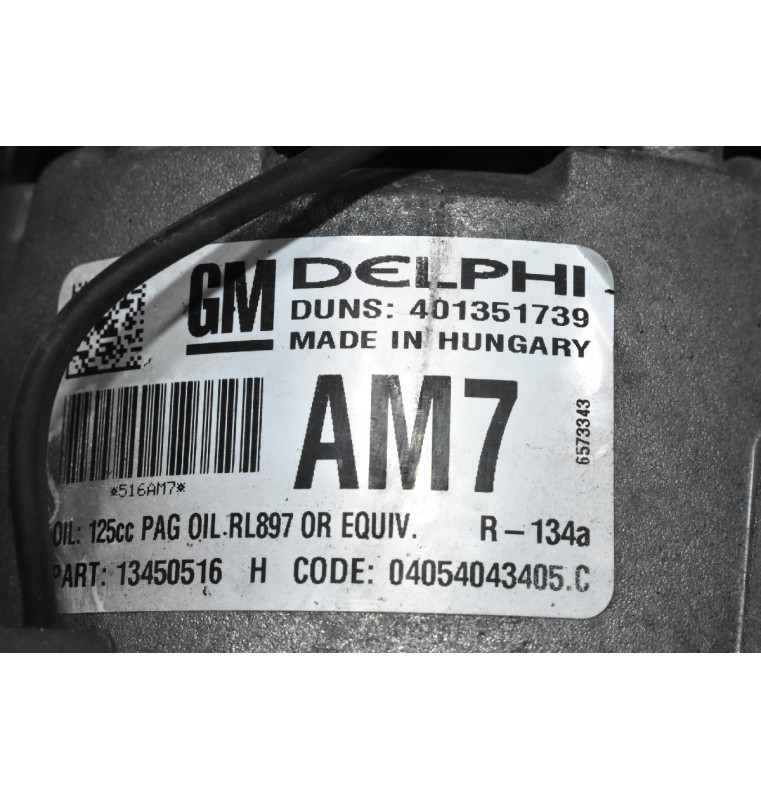 GM DELPHI
DUNS: 401351739
MADE IN HUNGARY
AM7
6573343
*516AM7*
OIL: 125cc PAG OIL RL897 OR EQUIV. R-134a
PART: 13450516 H CODE: 04054043405.C